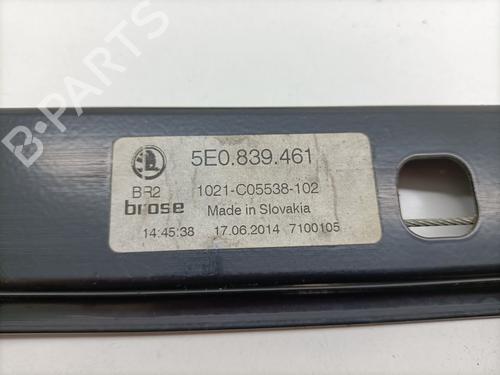 B-PARTS
5E0.839.461
BR2
1021-C05538-102
brose
Made in Slovakia
14:45:38 17.06.2014 7100105